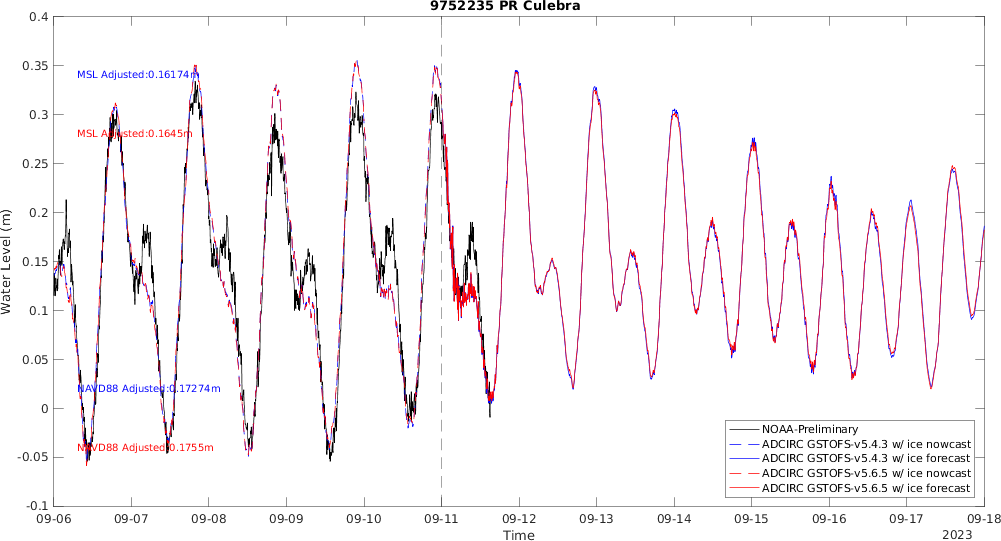 9752235 PR Culebra
0.4
0.35
0.3
0.25
0.2
0.15
0.1
0.05
0
-0.05
-0.1
Water Level (m)
MSL Adjusted:0.16174m
MSL Adjusted:0.1645m
NAVD88 Adjusted:0.17274m
NAVD88 Adjusted:0.1755m
NOAA-Preliminary
ADCIRC GSTOFS-v5.4.3 w/ ice nowcast
ADCIRC GSTOFS-v5.4.3 w/ ice forecast
ADCIRC GSTOFS-v5.6.5 w/ ice nowcast
ADCIRC GSTOFS-v5.6.5 w/ ice forecast
09-06 09-07 09-08 09-09 09-10 09-11 09-12 09-13 09-14 09-15 09-16 09-17 09-18
Time
2023